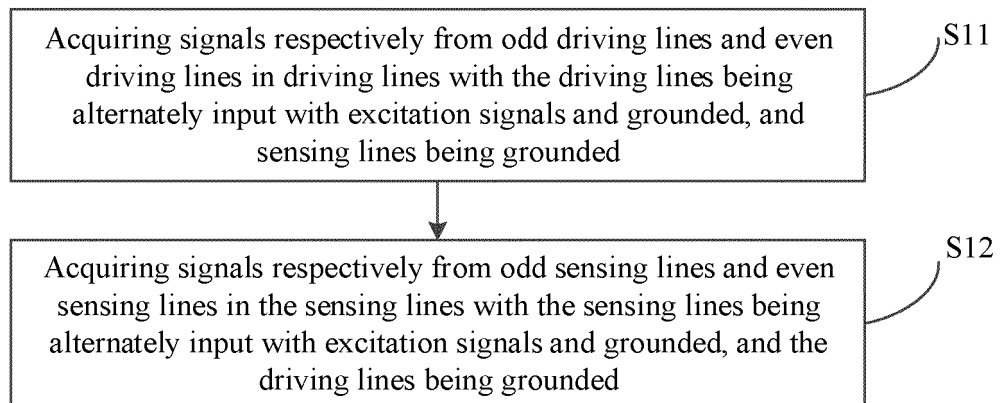 Acquiring signals respectively from odd driving lines and even
driving lines in driving lines with the driving lines being
alternately input with excitation signals and grounded, and
sensing lines being grounded
S11
Acquiring signals respectively from odd sensing lines and even
sensing lines in the sensing lines with the sensing lines being
alternately input with excitation signals and grounded, and the
driving lines being grounded
S12